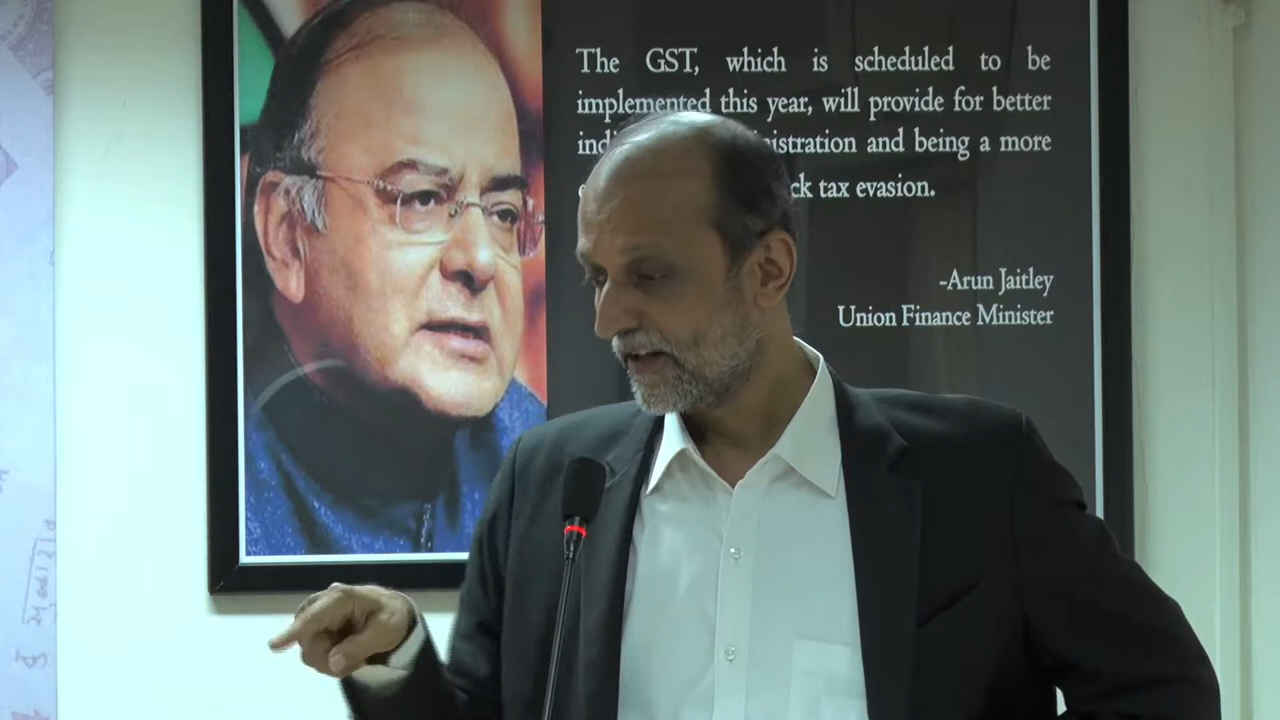 The GST, which is scheduled to be
implemented this year, will provide for better
istration and being a more
ck tax evasion.
-Arun Jaitley
Union Finance Minister